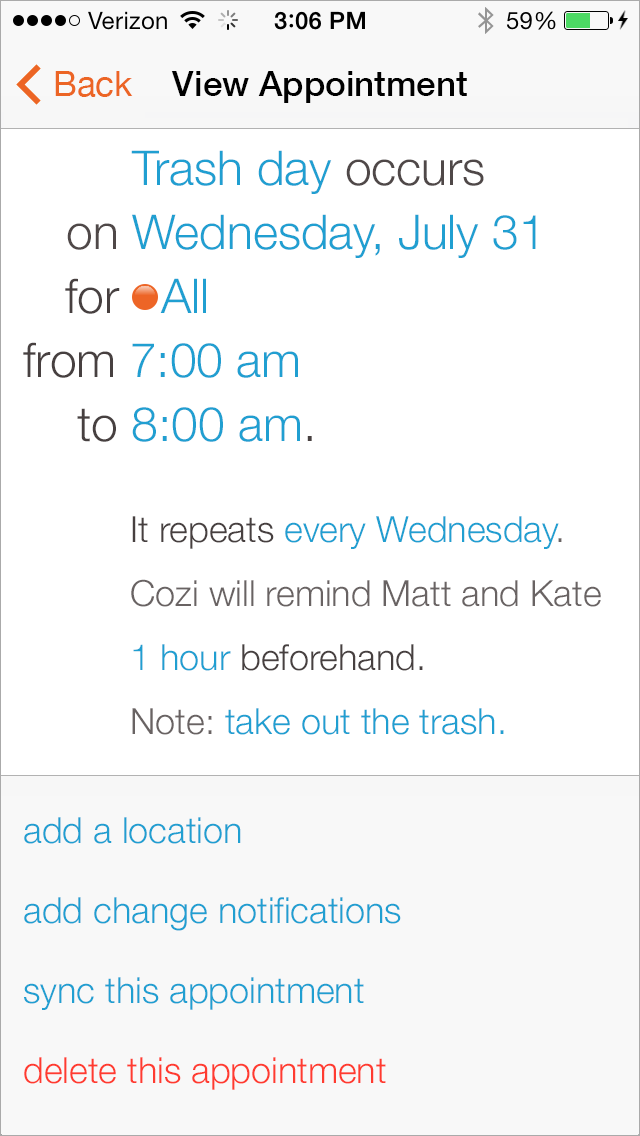 Verizon 3:06 PM 59%
Back View Appointment
Trash day occurs
on Wednesday, July 31
for All
from 7:00 am
to 8:00 am.
It repeats every Wednesday.
Cozi will remind Matt and Kate
1 hour beforehand.
Note: take out the trash.
add a location
add change notifications
sync this appointment
delete this appointment